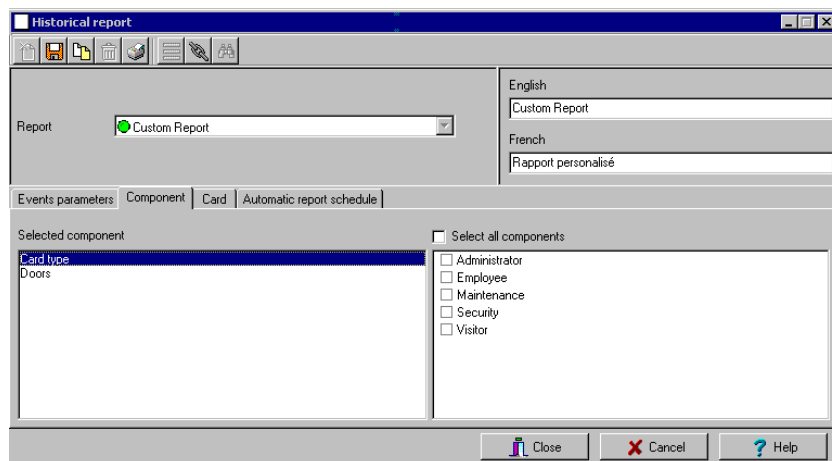 Historical report
English
Custom Report
Report
Custom Report
French
Rapport personalisé
Events parameters
Component
Card
Automatic report schedule
Selected component
Select all components
Card type
Doors
Administrator
Employee
Maintenance
Security
Visitor
Close
Cancel
Help